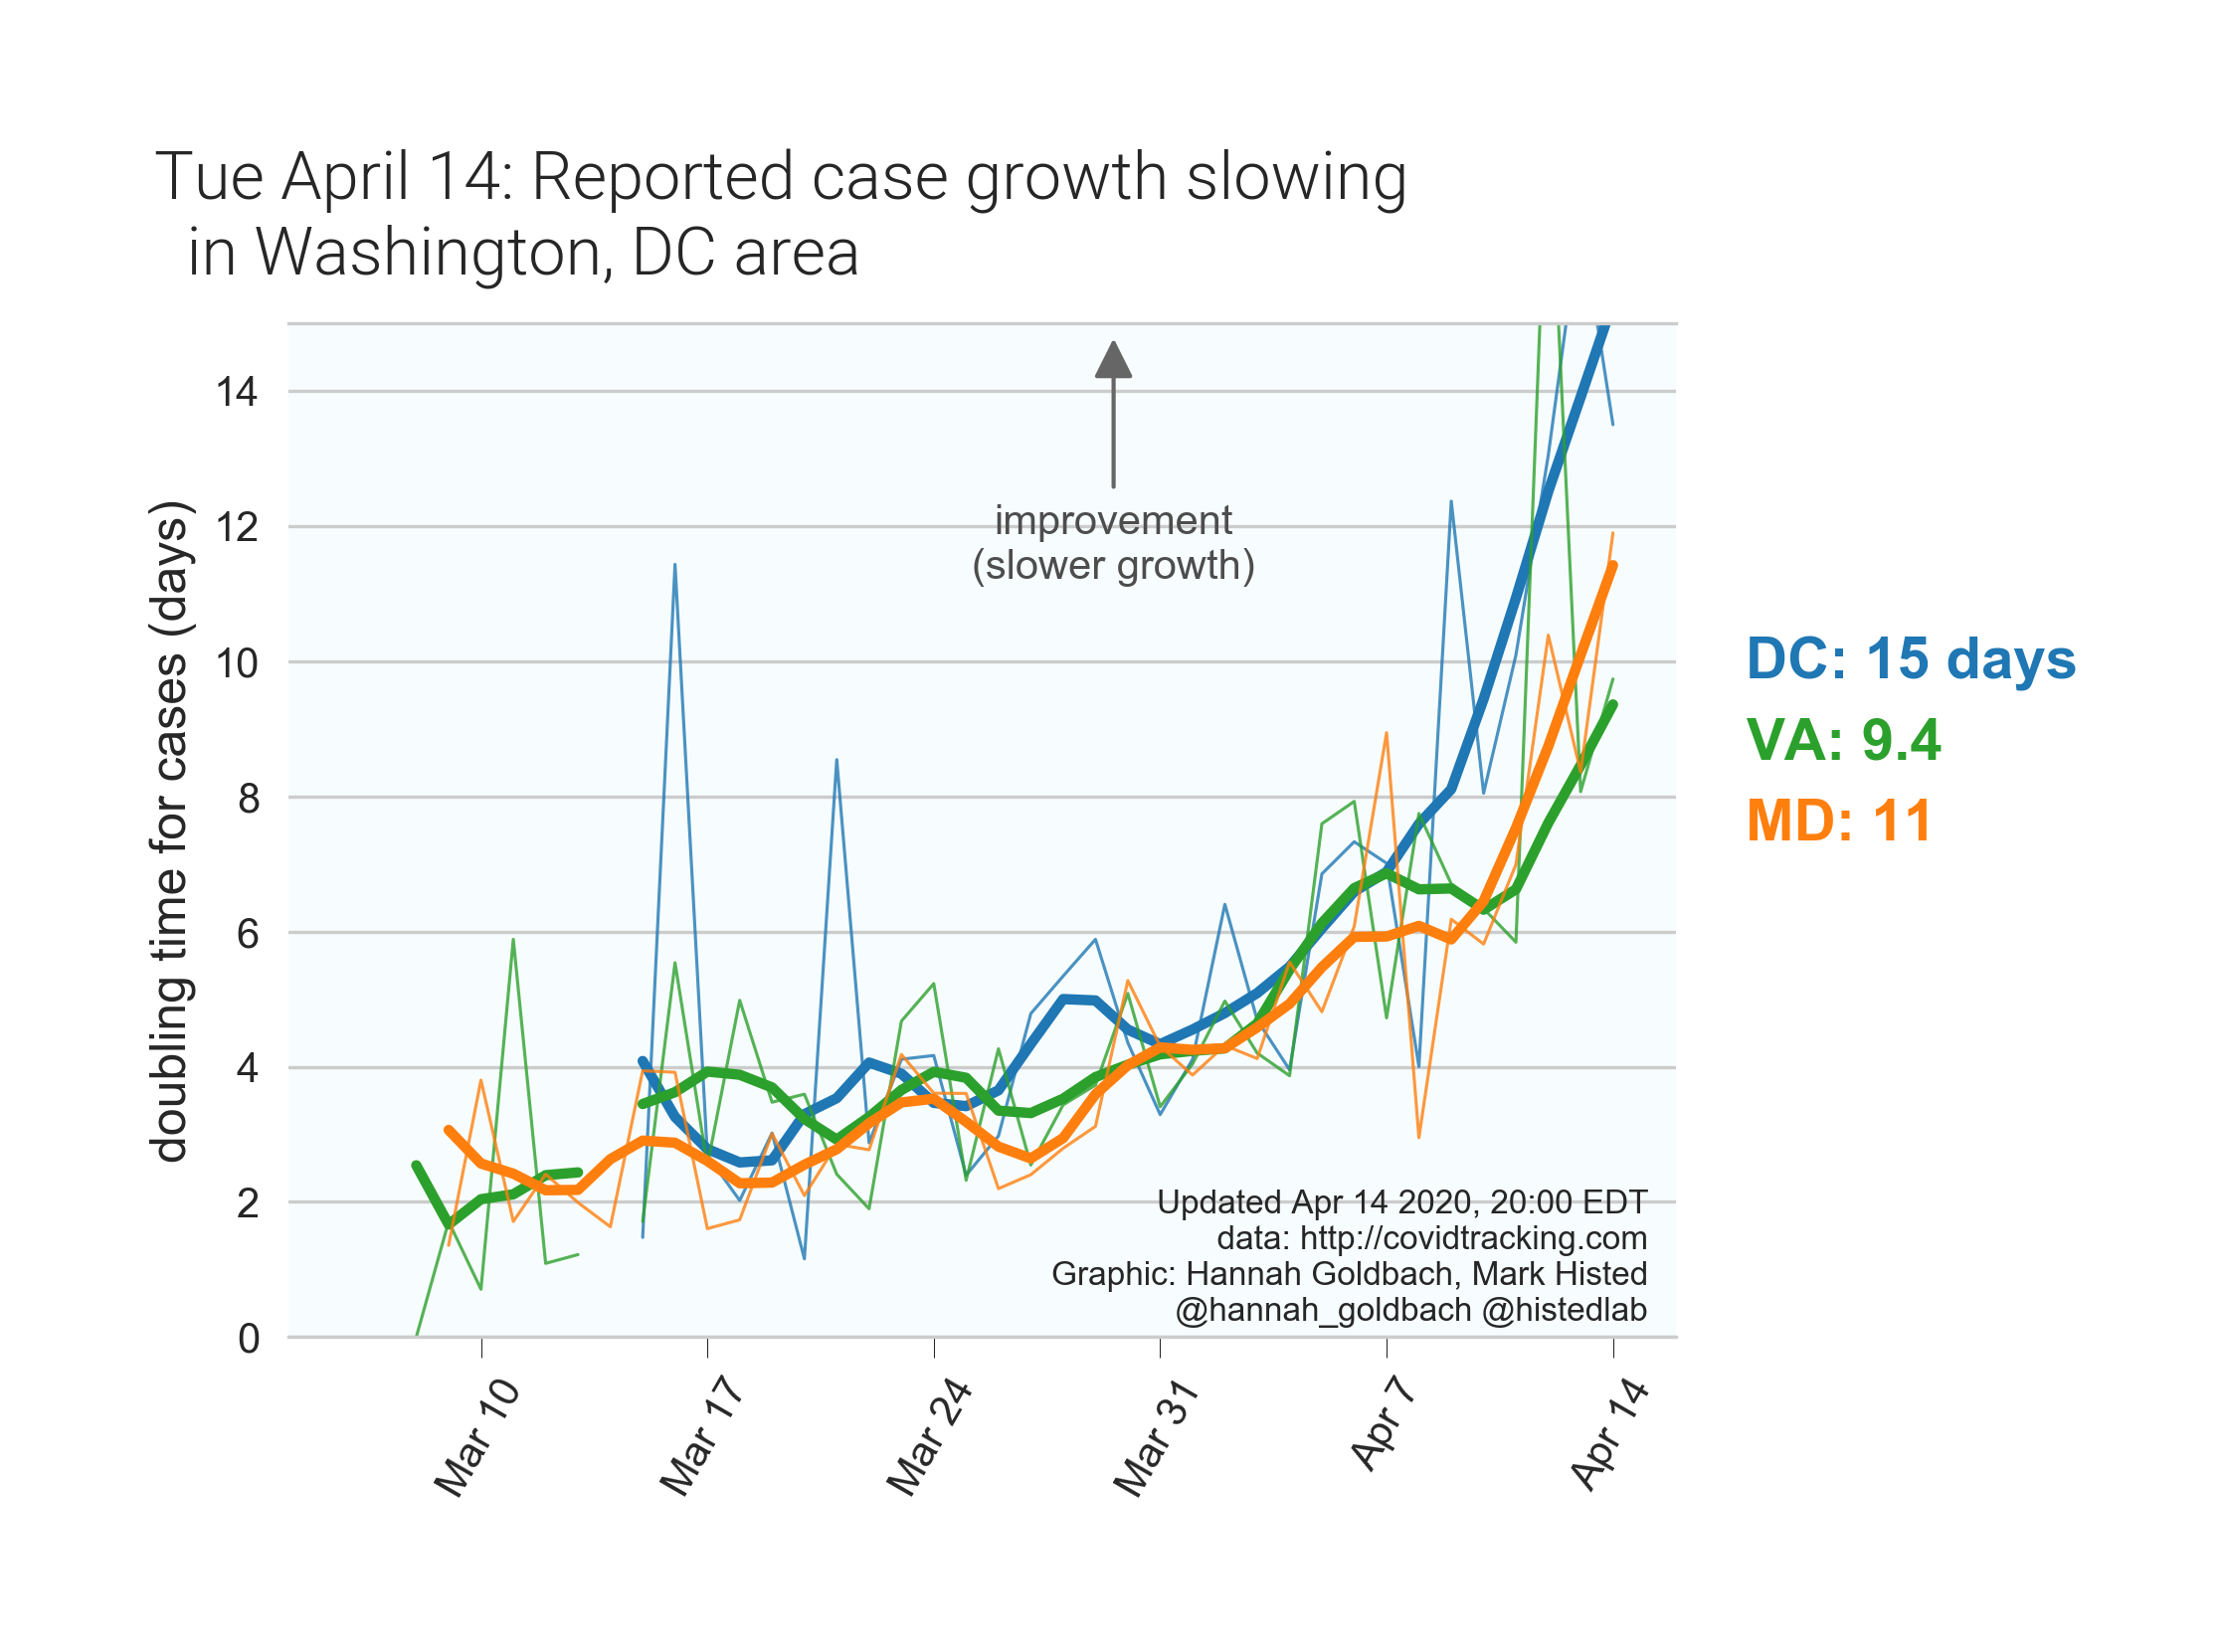 Tue April 14: Reported case growth slowing
in Washington, DC area
doubling time for cases (days)
14
12
10
8
6
4
2
0
improvement
(slower growth)
DC: 15 days
VA: 9.4
MD: 11
Updated Apr 14 2020, 20:00 EDT
data: http://covidtracking.com
Graphic: Hannah Goldbach, Mark Histed
@hannah_goldbach @histedlab
Mar 10
Mar 17
Mar 24
Mar 31
Apr 7
Apr 14